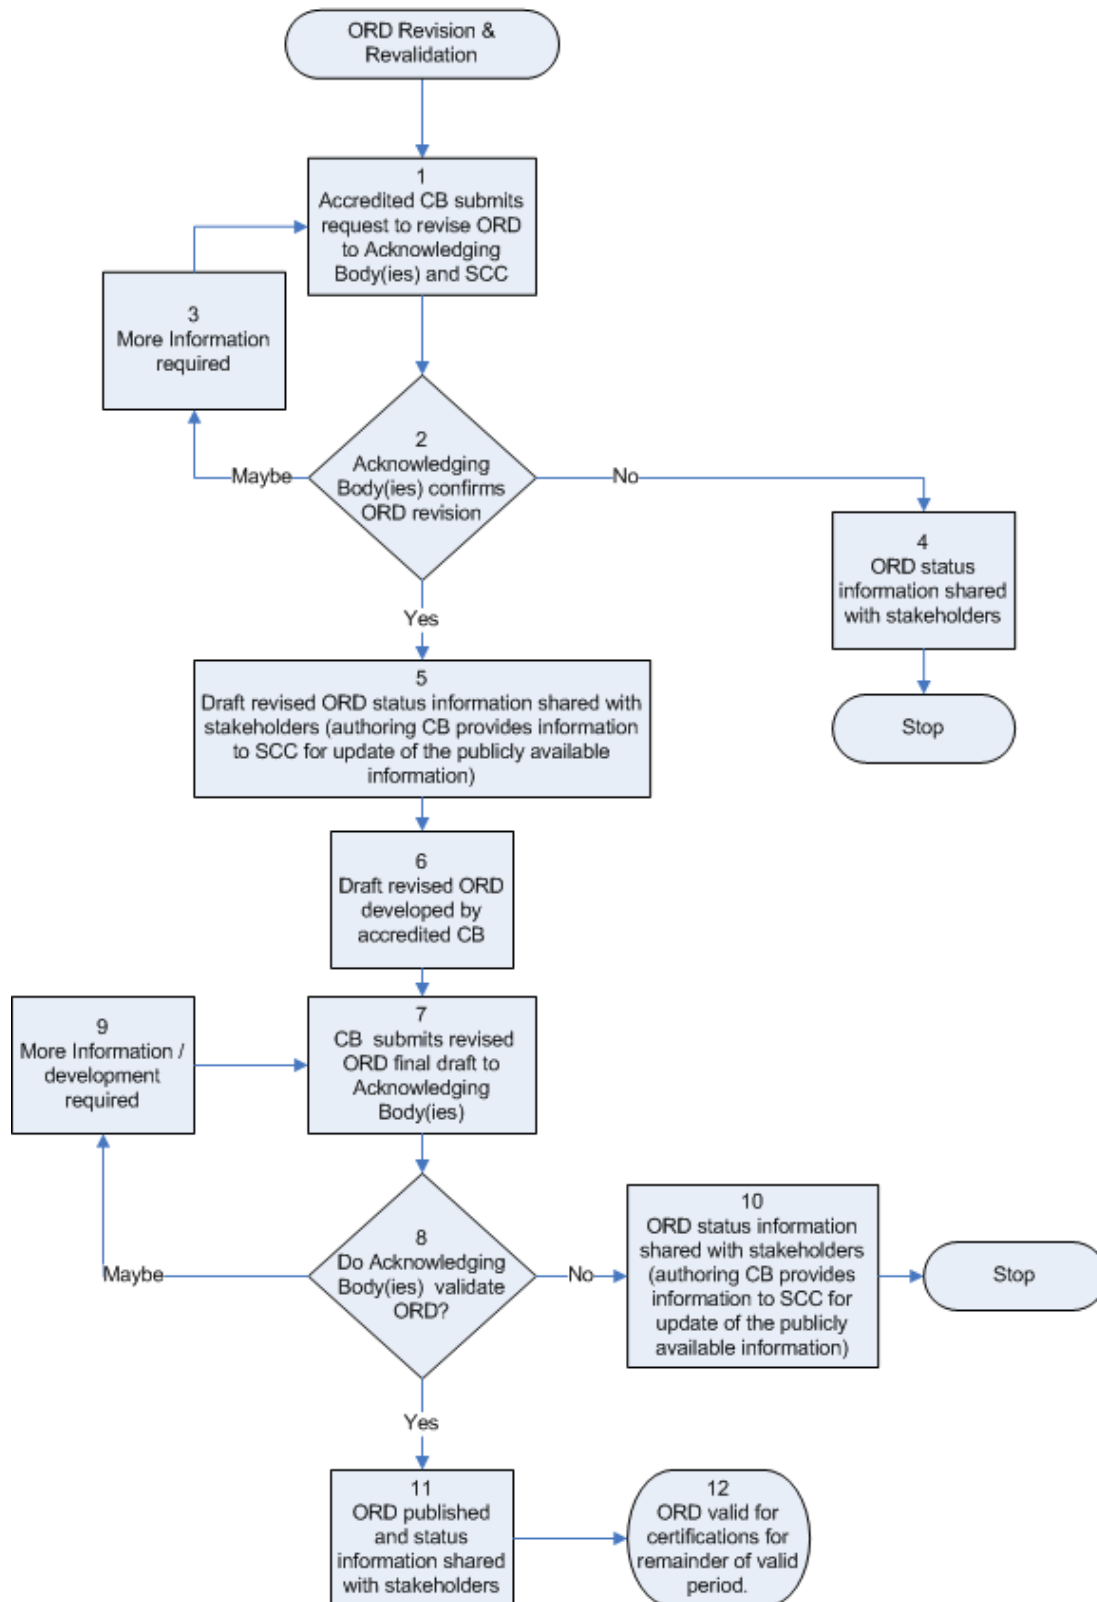 ORD Revision &
Revalidation
1
Accredited CB submits
request to revise ORD
to Acknowledging
Body(ies) and SCC
3
More Information
required
2
Acknowledging
Body(ies) confirms
ORD revision
Maybe
No
4
ORD status
information shared
with stakeholders
Stop
Yes
5
Draft revised ORD status information shared with
stakeholders (authoring CB provides information
to SCC for update of the publicly available
information)
6
Draft revised ORD
developed by
accredited CB
7
CB submits revised
ORD final draft to
Acknowledging
Body(ies)
9
More Information /
development
required
8
Do Acknowledging
Body(ies) validate
ORD?
Maybe
No
10
ORD status information
shared with stakeholders
(authoring CB provides
information to SCC for
update of the publicly
available information)
Stop
Yes
11
ORD published
and status
information shared
with stakeholders
12
ORD valid for
certifications for
remainder of valid
period.